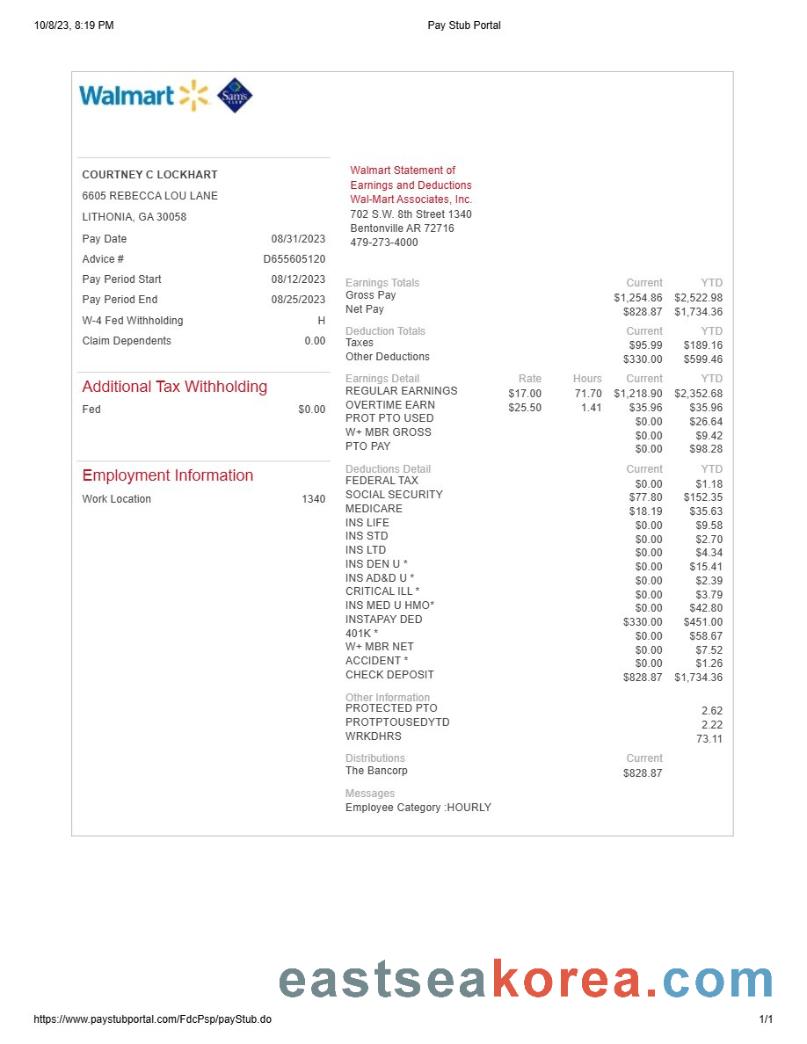 10/8/23, 8:19 PM Pay Stub Portal
Walmart Sam's CLUB
COURTNEY C LOCKHART
6605 REBECCA LOU LANE
LITHONIA, GA 30058
Pay Date 08/31/2023
Advice # D655605120
Pay Period Start 08/12/2023
Pay Period End 08/25/2023
W-4 Fed Withholding H
Claim Dependents 0.00
Additional Tax Withholding
Fed $0.00
Employment Information
Work Location 1340
Walmart Statement of
Earnings and Deductions
Wal-Mart Associates, Inc.
702 S.W. 8th Street 1340
Bentonville AR 72716
479-273-4000
Earnings Totals Current YTD
Gross Pay $1,254.86 $2,522.98
Net Pay $828.87 $1,734.36
Deduction Totals Current YTD
Taxes $95.99 $189.16
Other Deductions $330.00 $599.46
Earnings Detail Rate Hours Current YTD
REGULAR EARNINGS $17.00 71.70 $1,218.90 $2,352.68
OVERTIME EARN $25.50 1.41 $35.96 $35.96
PROT PTO USED $0.00 $26.64
W+ MBR GROSS $0.00 $9.42
PTO PAY $0.00 $98.28
Deductions Detail Current YTD
FEDERAL TAX $0.00 $1.18
SOCIAL SECURITY $77.80 $152.35
MEDICARE $18.19 $35.63
INS LIFE $0.00 $9.58
INS STD $0.00 $2.70
INS LTD $0.00 $4.34
INS DEN U * $0.00 $15.41
INS AD&D U * $0.00 $2.39
CRITICAL ILL * $0.00 $3.79
INS MED U HMO* $0.00 $42.80
INSTAPAY DED $330.00 $451.00
401K * $0.00 $58.67
W+ MBR NET $0.00 $7.52
ACCIDENT * $0.00 $1.26
CHECK DEPOSIT $828.87 $1,734.36
Other Information
PROTECTED PTO 2.62
PROTPTOUSEDYTD 2.22
WRKDHRS 73.11
Distributions Current
The Bancorp $828.87
Messages
Employee Category :HOURLY
eastseakorea.com
https://www.paystubportal.com/FdcPsp/payStub.do 1/1